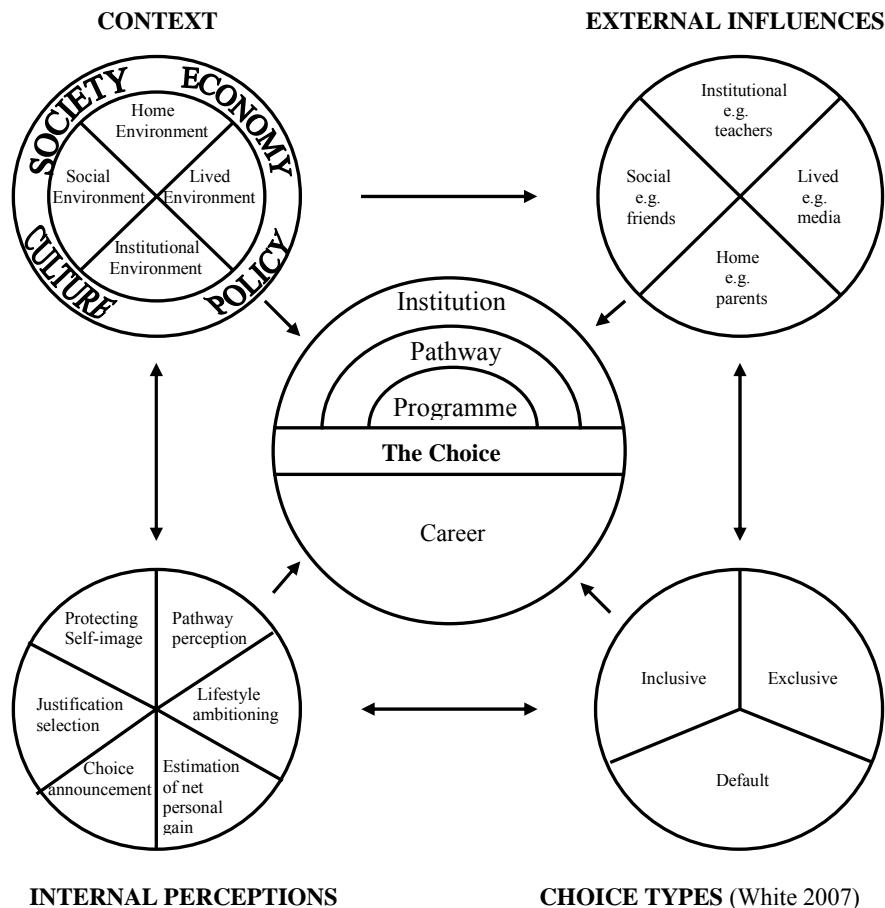 CONTEXT
EXTERNAL INFLUENCES
SOCIETY
ECONOMY
CULTURE
POLICY
Home
Environment
Social
Environment
Lived
Environment
Institutional
Environment
Institutional
e.g.
teachers
Social
e.g.
friends
Lived
e.g.
media
Home
e.g.
parents
Institution
Pathway
Programme
The Choice
Career
Protecting
Self-image
Pathway
perception
Justification
selection
Lifestyle
ambitioning
Choice
announcement
Estimation
of net
personal
gain
Inclusive
Exclusive
Default
INTERNAL PERCEPTIONS
CHOICE TYPES (White 2007)